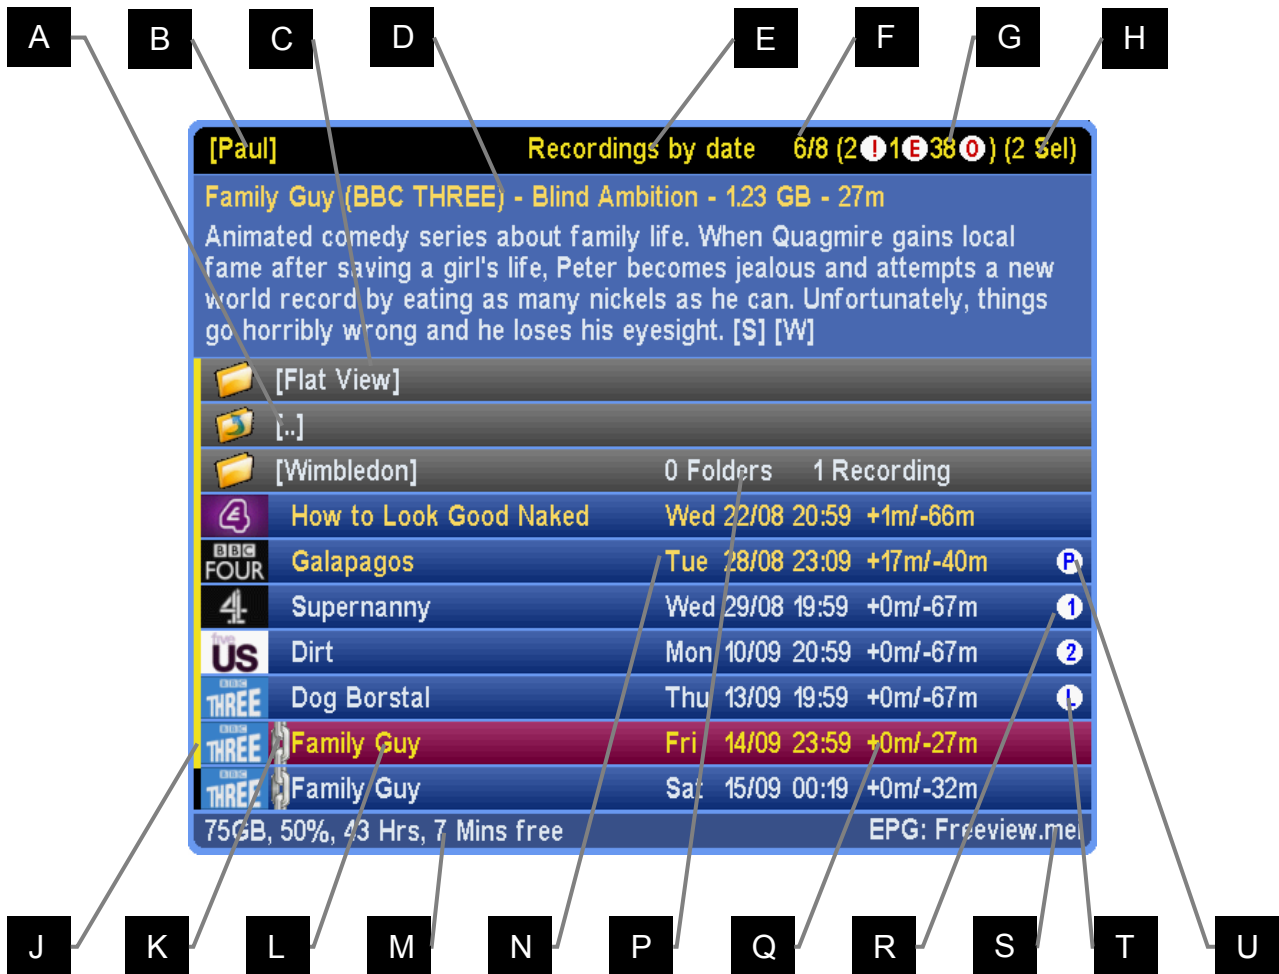 A B C D E F G H
[Paul] Recordings by date 6/8 (2 ! 1 E 38 O ) (2 Sel)
Family Guy (BBC THREE) - Blind Ambition - 1.23 GB - 27m
Animated comedy series about family life. When Quagmire gains local
fame after saving a girl's life, Peter becomes jealous and attempts a new
world record by eating as many nickels as he can. Unfortunately, things
go horribly wrong and he loses his eyesight. [S] [W]
[Flat View]
[..]
[Wimbledon] 0 Folders 1 Recording
4 How to Look Good Naked Wed 22/08 20:59 +1m/-66m
BBC FOUR Galapagos Tue 28/08 23:09 +17m/-40m P
4 Supernanny Wed 29/08 19:59 +0m/-67m 1
five US Dirt Mon 10/09 20:59 +0m/-67m 2
BBC THREE Dog Borstal Thu 13/09 19:59 +0m/-67m L
BBC THREE Family Guy Fri 14/09 23:59 +0m/-27m
BBC THREE Family Guy Sat 15/09 00:19 +0m/-32m
75GB, 50%, 43 Hrs, 7 Mins free EPG: Freeview.mei
J K L M N P Q R S T U